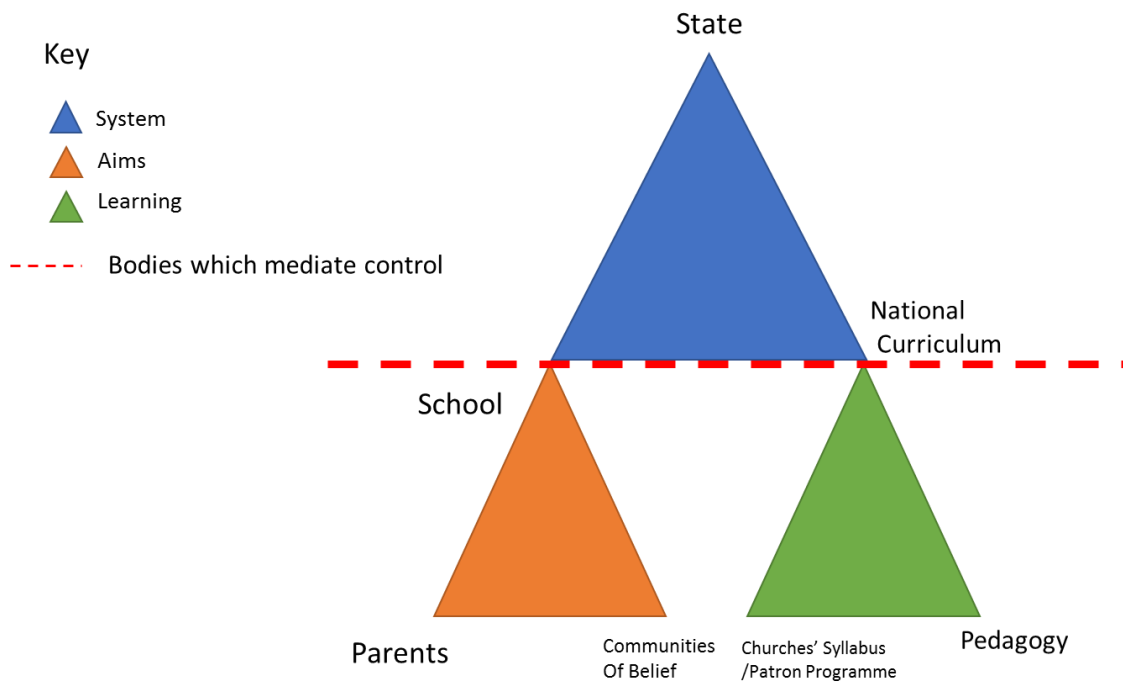 State
Key
System
Aims
Learning
Bodies which mediate control
National
Curriculum
School
Parents
Communities
Of Belief
Churches’ Syllabus
/Patron Programme
Pedagogy